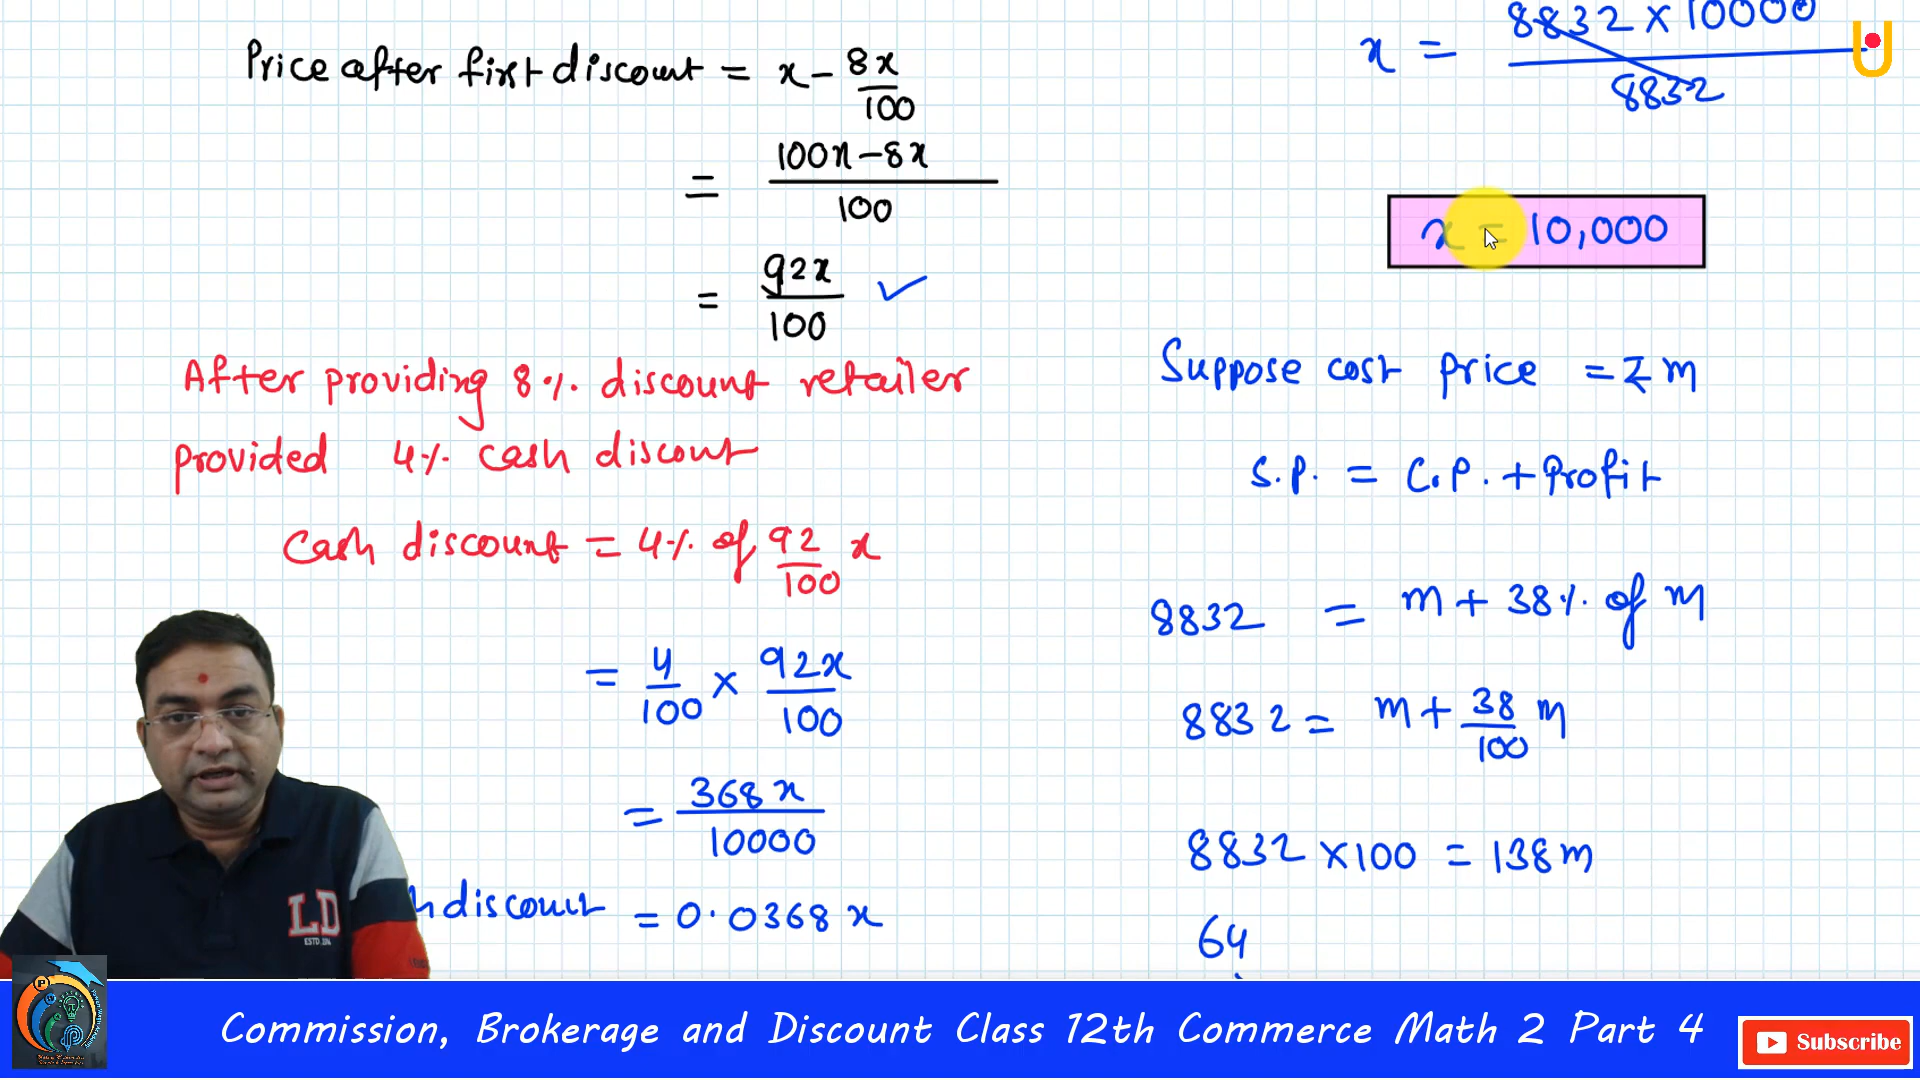 Price after first discount = x - 8x/100
= 100x - 8x / 100
= 92x/100 ✓
After providing 8% discount retailer
provided 4% cash discount
Cash discount = 4% of 92/100 x
= 4/100 × 92x/100
= 368x/10000
h discount = 0.0368x
x = 8832 × 10000 / 8832
x = 10,000
Suppose cost price = ₹ m
S.P. = C.P. + Profit
8832 = m + 38% of m
8832 = m + 38/100 m
8832 × 100 = 138m
64
LD
Commission, Brokerage and Discount Class 12th Commerce Math 2 Part 4
Subscribe